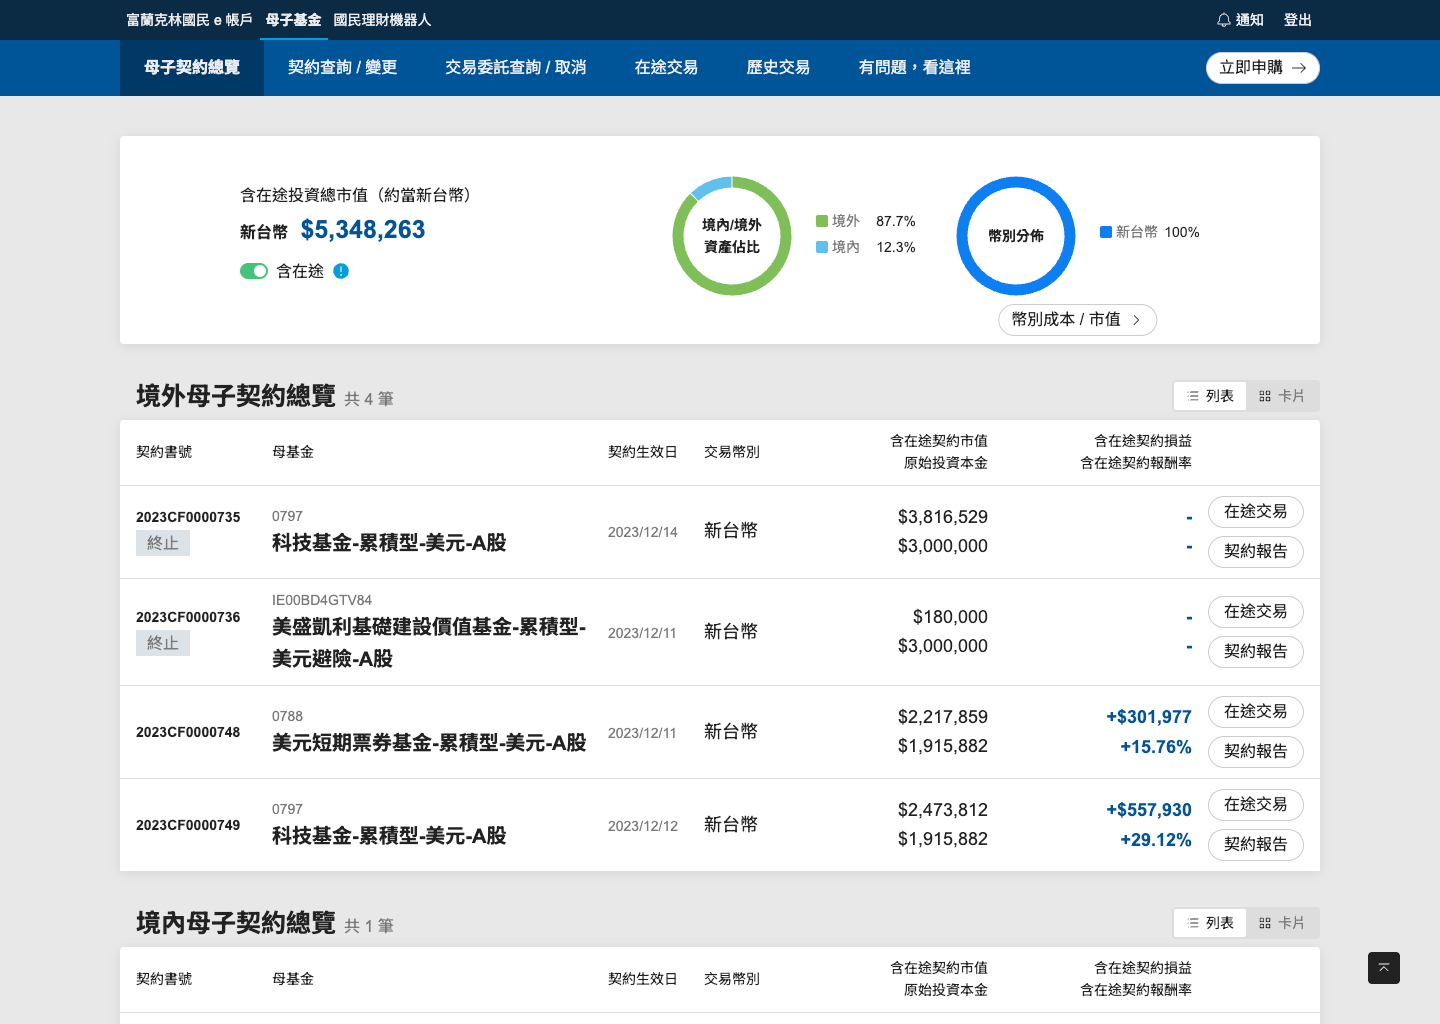 富蘭克林國民 e 帳戶 母子基金 國民理財機器人 通知 登出
母子契約總覽 契約查詢 / 變更 交易委託查詢 / 取消 在途交易 歷史交易 有問題，看這裡 立即申購
含在途投資總市值（約當新台幣）
新台幣 $5,348,263
含在途
境內/境外
資產佔比
境外 87.7%
境內 12.3%
幣別分佈
新台幣 100%
幣別成本 / 市值
境外母子契約總覽 共 4 筆 列表 卡片
契約書號 母基金 契約生效日 交易幣別 含在途契約市值 含在途契約損益
原始投資本金 含在途契約報酬率
2023CF0000735 0797 2023/12/14 新台幣 $3,816,529 - 在途交易
終止 科技基金-累積型-美元-A股 $3,000,000 - 契約報告
2023CF0000736 IE00BD4GTV84 2023/12/11 新台幣 $180,000 - 在途交易
終止 美盛凱利基礎建設價值基金-累積型- $3,000,000 - 契約報告
美元避險-A股
2023CF0000748 0788 2023/12/11 新台幣 $2,217,859 +$301,977 在途交易
美元短期票券基金-累積型-美元-A股 $1,915,882 +15.76% 契約報告
2023CF0000749 0797 2023/12/12 新台幣 $2,473,812 +$557,930 在途交易
科技基金-累積型-美元-A股 $1,915,882 +29.12% 契約報告
境內母子契約總覽 共 1 筆 列表 卡片
契約書號 母基金 契約生效日 交易幣別 含在途契約市值 含在途契約損益
原始投資本金 含在途契約報酬率